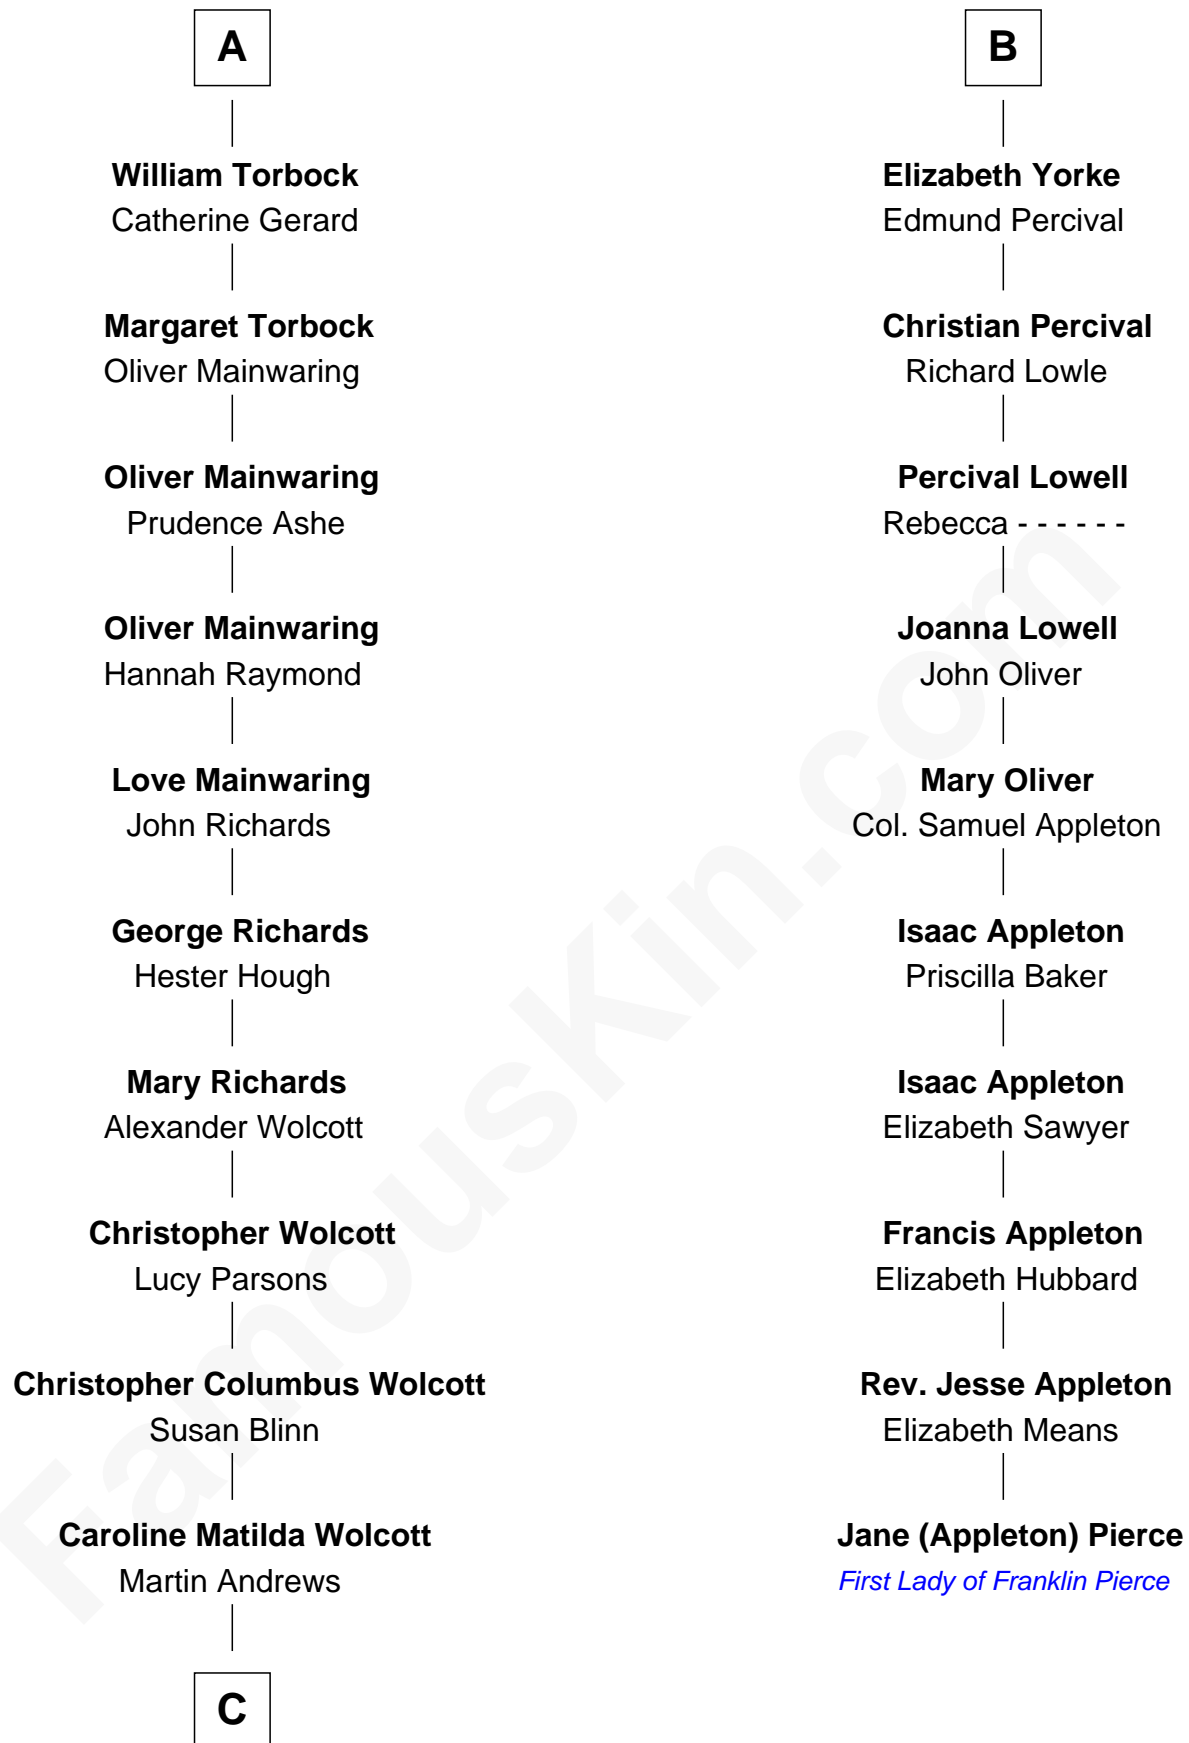 A
William Torbock
Catherine Gerard
Margaret Torbock
Oliver Mainwaring
Oliver Mainwaring
Prudence Ashe
Oliver Mainwaring
Hannah Raymond
Love Mainwaring
John Richards
George Richards
Hester Hough
Mary Richards
Alexander Wolcott
Christopher Wolcott
Lucy Parsons
Christopher Columbus Wolcott
Susan Blinn
Caroline Matilda Wolcott
Martin Andrews
C
B
Elizabeth Yorke
Edmund Percival
Christian Percival
Richard Lowle
Percival Lowell
Rebecca - - - - - -
Joanna Lowell
John Oliver
Mary Oliver
Col. Samuel Appleton
Isaac Appleton
Priscilla Baker
Isaac Appleton
Elizabeth Sawyer
Francis Appleton
Elizabeth Hubbard
Rev. Jesse Appleton
Elizabeth Means
Jane (Appleton) Pierce
First Lady of Franklin Pierce
FamousKin.com